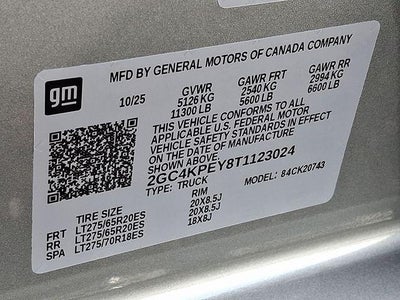 gm
MFD BY GENERAL MOTORS OF CANADA COMPANY
10/25 GVWR GAWR FRT GAWR RR
5126 KG 2540 KG 2994 KG
11300 LB 5600 LB 6600 LB
THIS VEHICLE CONFORMS TO ALL
APPLICABLE U.S. FEDERAL MOTOR
VEHICLE SAFETY STANDARDS IN EFFECT
ON THE DATE OF MANUFACTURE
SHOWN ABOVE.
2GC4KPEY8T1123024
TYPE: TRUCK MODEL: 84CK20743
TIRE SIZE RIM
FRT LT275/65R20ES 20X8.5J
RR LT275/65R20ES 20X8.5J
SPA LT275/70R18ES 18X8J